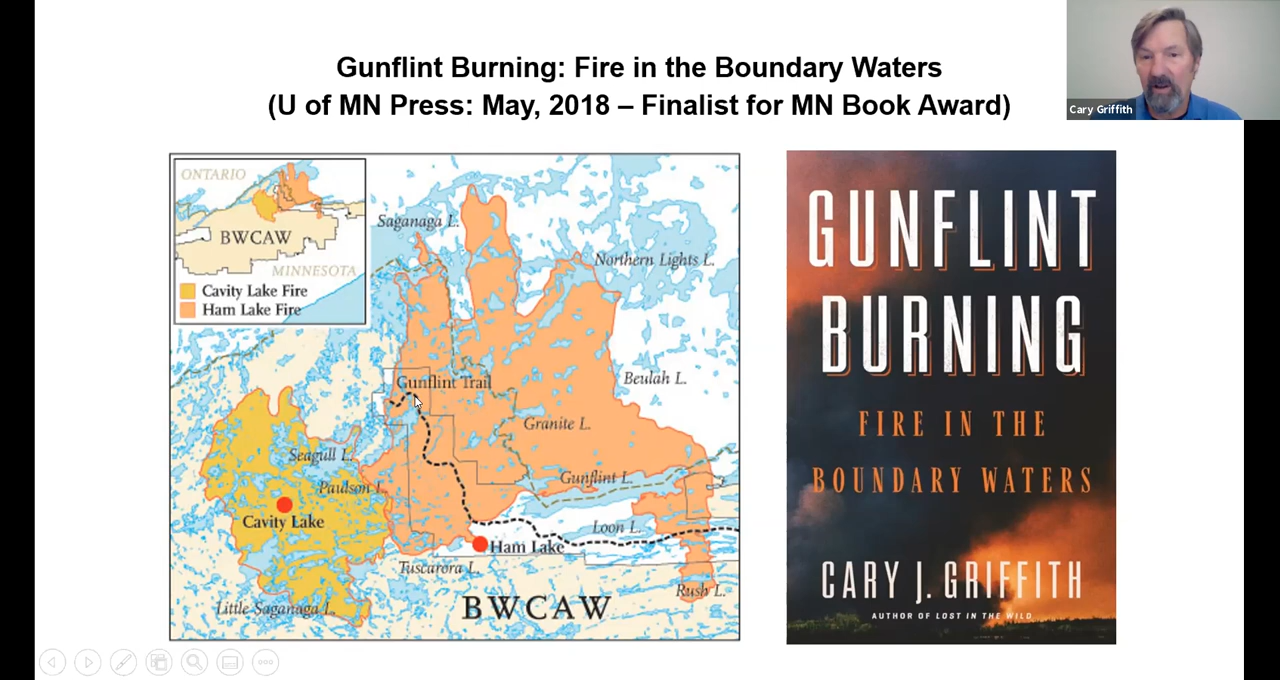 Gunflint Burning: Fire in the Boundary Waters
(U of MN Press: May, 2018 – Finalist for MN Book Award)
Cary Griffith
ONTARIO
BWCAW
MINNESOTA
Cavity Lake Fire
Ham Lake Fire
Saganaga L.
Northern Lights L.
Gunflint Trail
Beulah L.
Granite L.
Seagull L.
Gunflint L.
Paulson L.
Cavity Lake
Loon L.
Ham Lake
Tuscarora L.
Rush L.
Little Saganaga L.
BWCAW
GUNFLINT
BURNING
FIRE IN THE
BOUNDARY WATERS
CARY J. GRIFFITH
AUTHOR OF LOST IN THE WILD